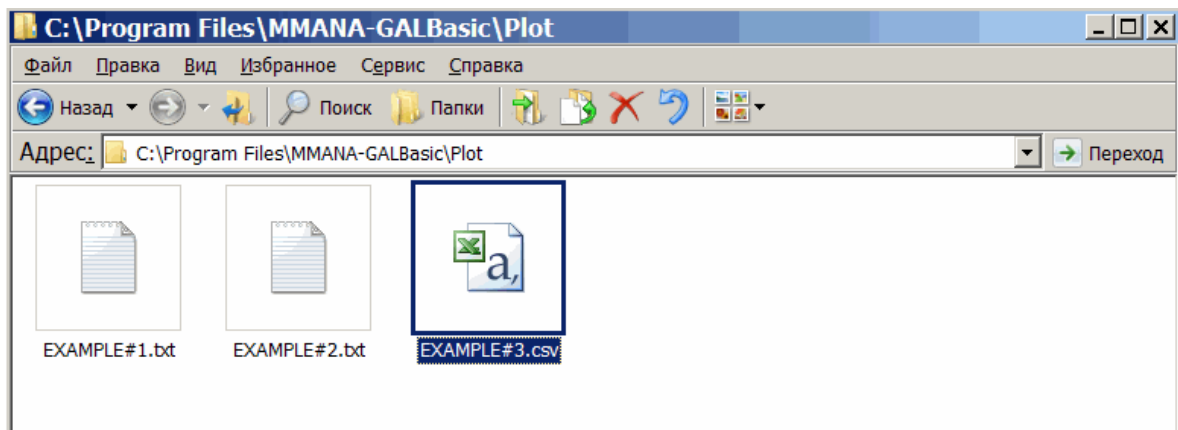 C:\Program Files\MMANA-GALBasic\Plot
Файл Правка Вид Избранное Сервис Справка
Назад Поиск Папки
Адрес: C:\Program Files\MMANA-GALBasic\Plot Переход
a,
EXAMPLE#1.txt EXAMPLE#2.txt EXAMPLE#3.csv